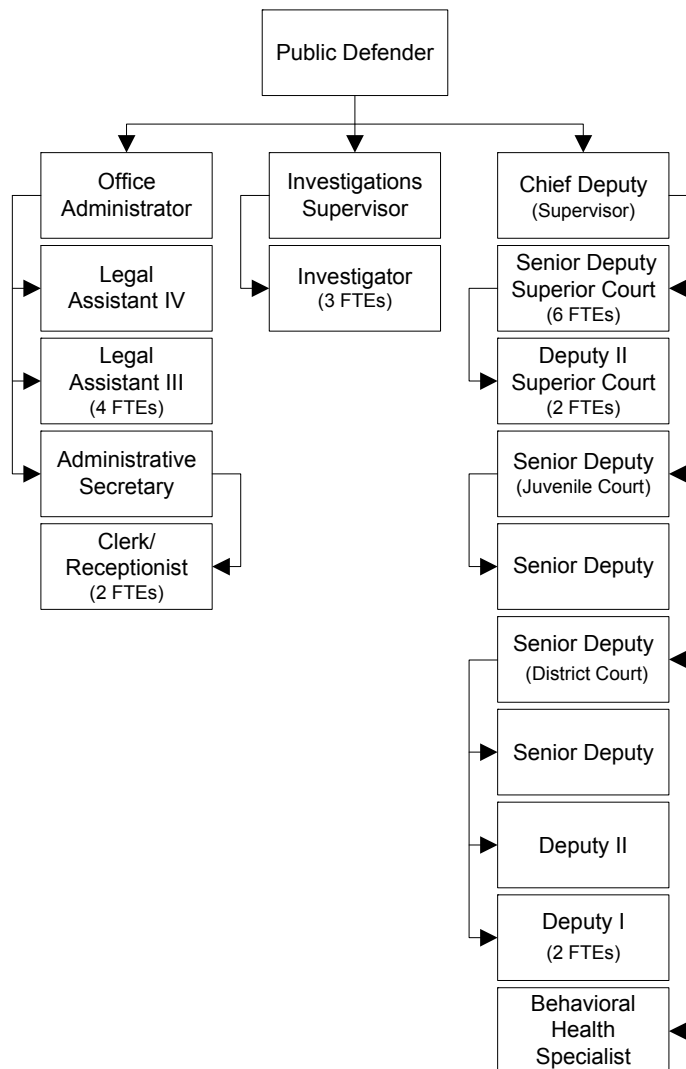 Public Defender
Office
Administrator
Legal
Assistant IV
Legal
Assistant III
(4 FTEs)
Administrative
Secretary
Clerk/
Receptionist
(2 FTEs)
Investigations
Supervisor
Investigator
(3 FTEs)
Chief Deputy
(Supervisor)
Senior Deputy
Superior Court
(6 FTEs)
Deputy II
Superior Court
(2 FTEs)
Senior Deputy
(Juvenile Court)
Senior Deputy
Senior Deputy
(District Court)
Senior Deputy
Deputy II
Deputy I
(2 FTEs)
Behavioral
Health
Specialist